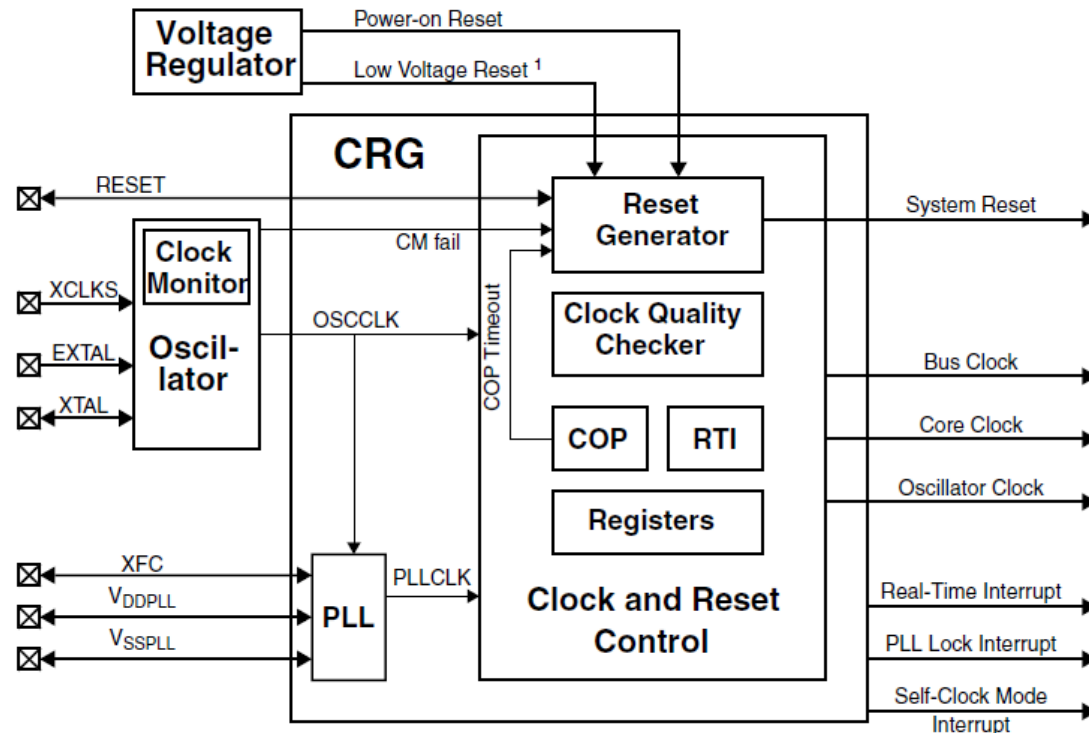 Voltage
Regulator
Power-on Reset
Low Voltage Reset 1
CRG
RESET
Reset
Generator
System Reset
CM fail
Clock
Monitor
XCLKS
OSCCLK
Oscil-
lator
EXTAL
XTAL
COP Timeout
Clock Quality
Checker
Bus Clock
COP
RTI
Core Clock
Registers
Oscillator Clock
XFC
VDDPLL
VSSPLL
PLL
PLLCLK
Clock and Reset
Control
Real-Time Interrupt
PLL Lock Interrupt
Self-Clock Mode
Interrupt